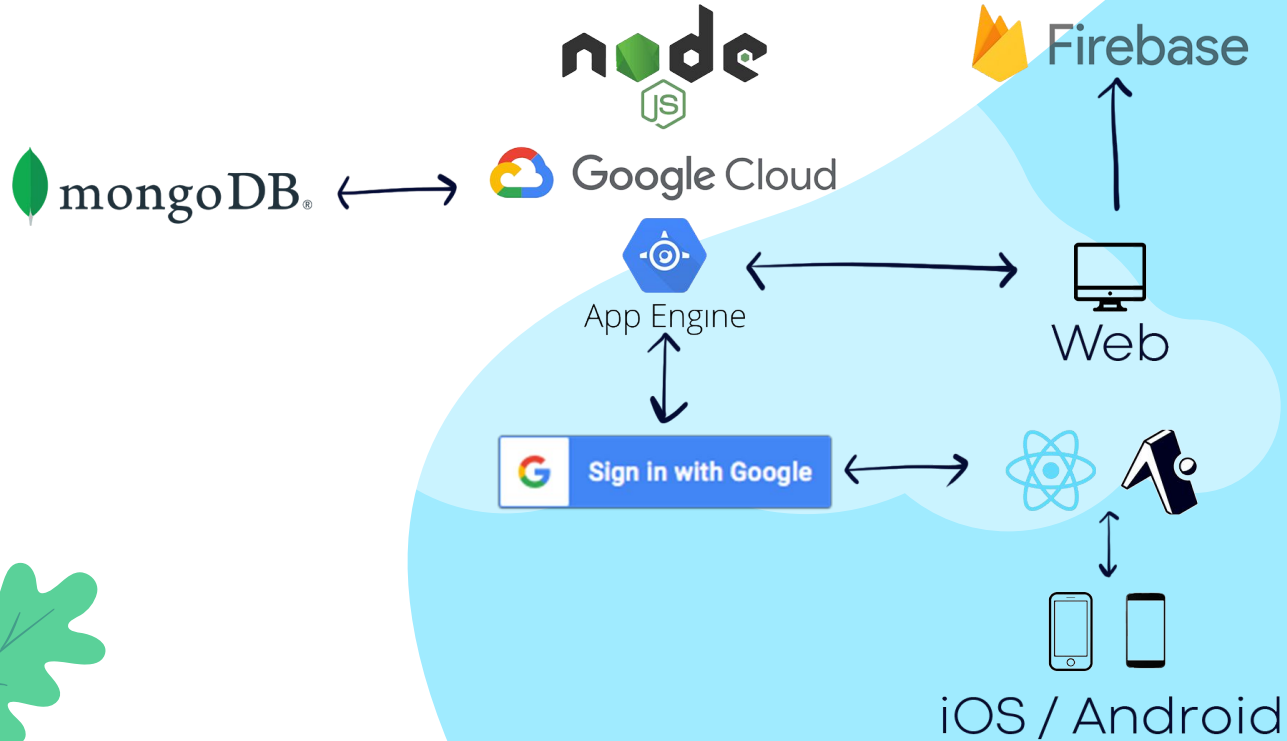 node
JS
Firebase
mongoDB®
Google Cloud
App Engine
Web
G Sign in with Google
iOS / Android